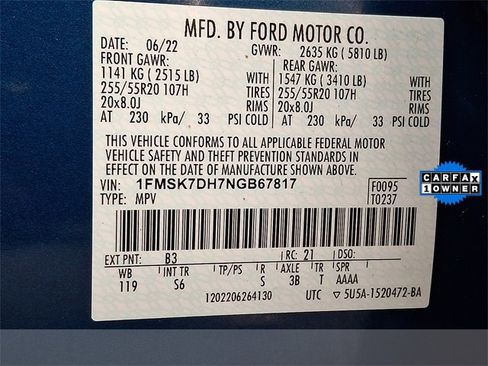 MFD. BY FORD MOTOR CO.
DATE: 06/22 GVWR: 2635 KG ( 5810 LB)
FRONT GAWR: REAR GAWR:
1141 KG ( 2515 LB) WITH 1547 KG ( 3410 LB) WITH
255/55R20 107H TIRES 255/55R20 107H TIRES
20x8.0J RIMS 20x8.0J RIMS
AT 230 kPa/ 33 PSI COLD AT 230 kPa/ 33 PSI COLD
THIS VEHICLE CONFORMS TO ALL APPLICABLE FEDERAL MOTOR
VEHICLE SAFETY AND THEFT PREVENTION STANDARDS IN
EFFECT ON THE DATE OF MANUFACTURE SHOWN ABOVE.
VIN: 1FMSK7DH7NGB67817 F0095
TYPE: MPV T0237
CARFAX
1 OWNER
EXT PNT: B3 RC: 21 DSO:
WB INT TR TP/PS R AXLE TR SPR
119 S6 S 3B T AAAA
1202206264130 UTC 5U5A-1520472-BA